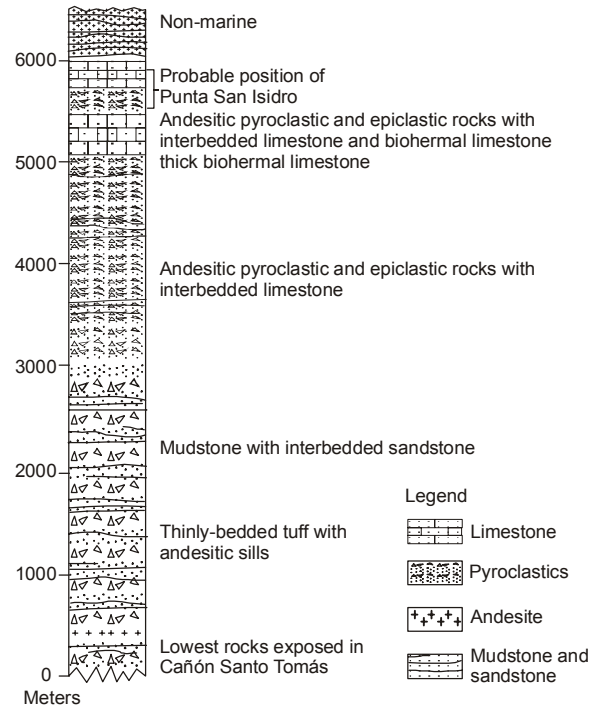 Non-marine
6000
Probable position of
Punta San Isidro
Andesitic pyroclastic and epiclastic rocks with
interbedded limestone and biohermal limestone
5000
thick biohermal limestone
4000
Andesitic pyroclastic and epiclastic rocks with
interbedded limestone
3000
Mudstone with interbedded sandstone
2000
Legend
Limestone
Thinly-bedded tuff with
andesitic sills
Pyroclastics
1000
Andesite
Lowest rocks exposed in
Cañón Santo Tomás
Mudstone and
sandstone
0
Meters